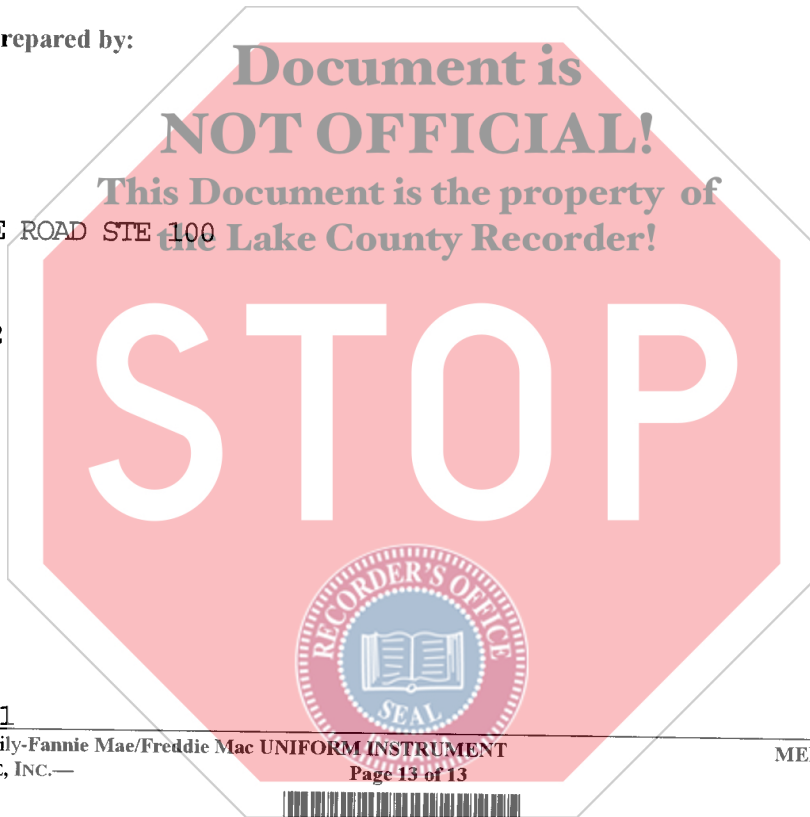 repared by:
Document is
NOT OFFICIAL!
This Document is the property of
E ROAD STE 100
the Lake County Recorder!
2
STOP
RECORDER'S OFFICE
SEAL
INDIANA
1
ily-Fannie Mae/Freddie Mac UNIFORM INSTRUMENT
ME
, INC.—
Page 13 of 13